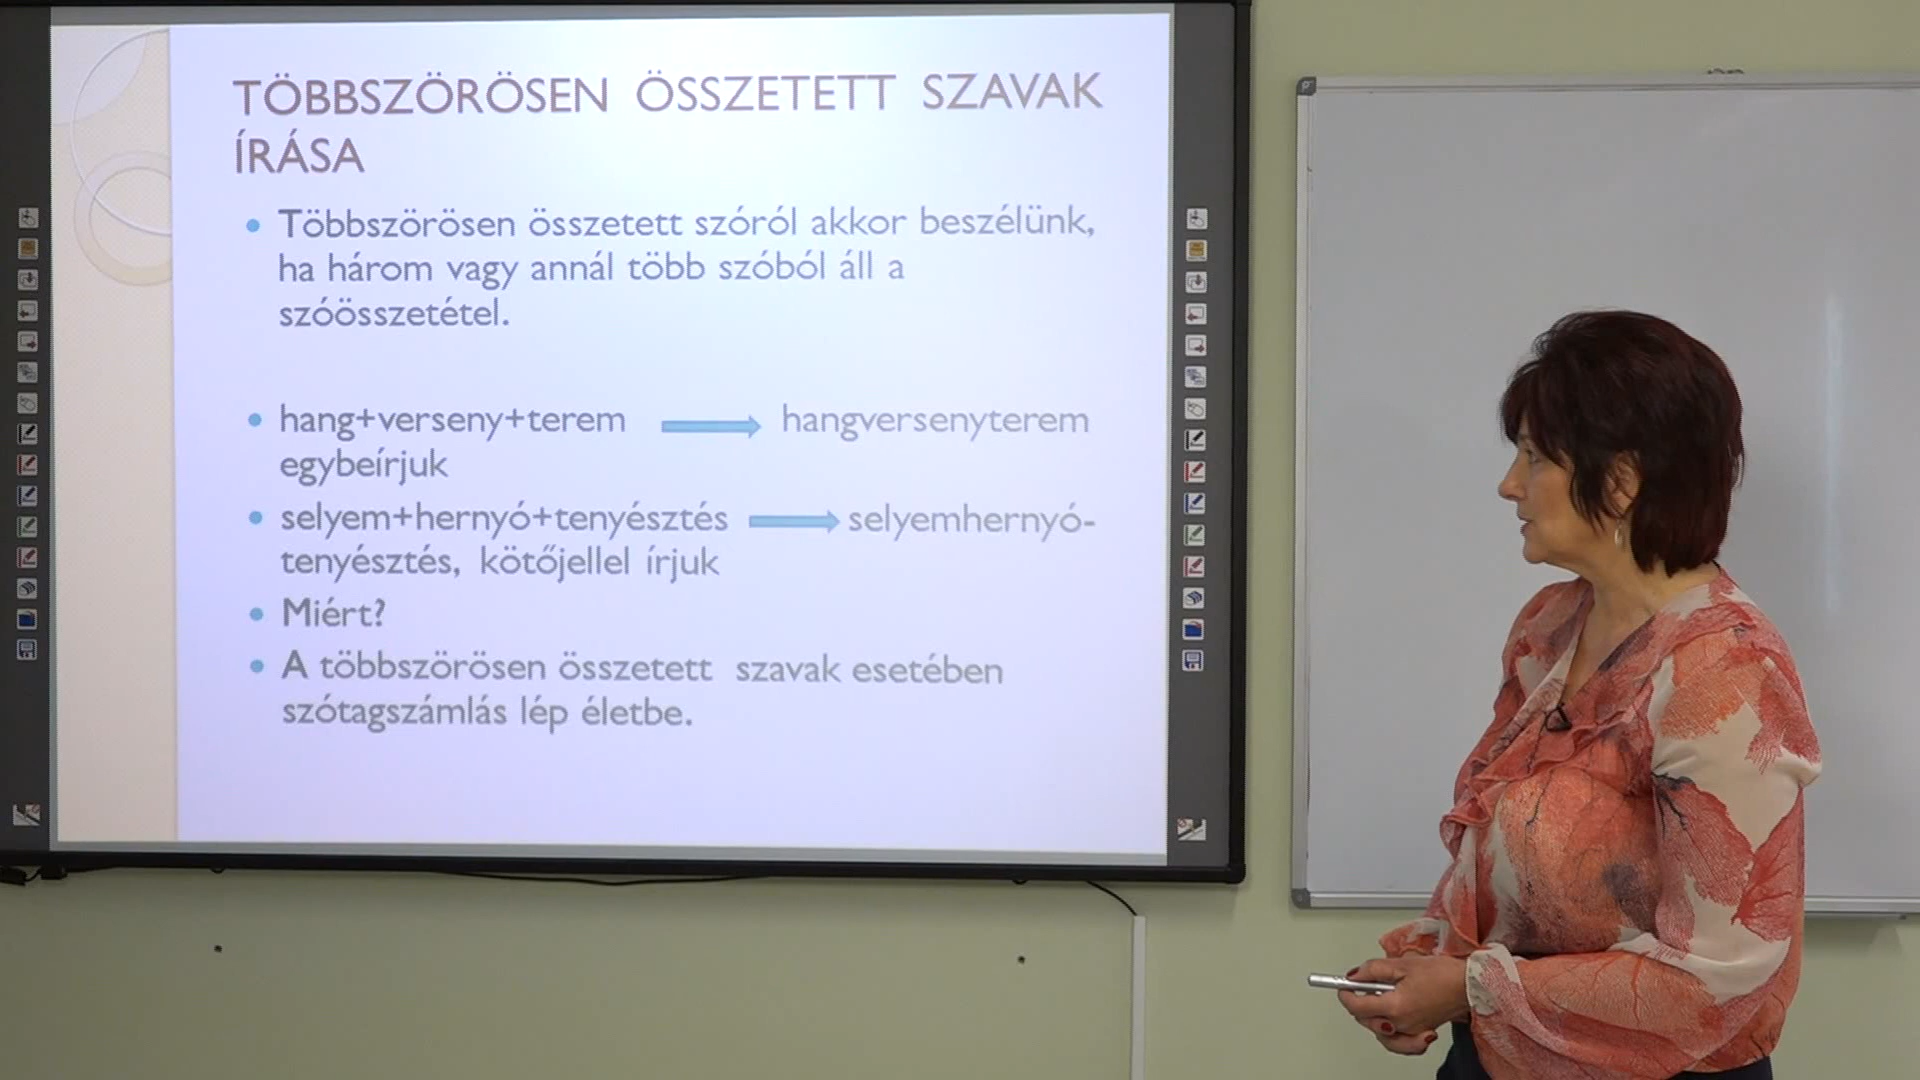 TÖBBSZÖRÖSEN ÖSSZETETT SZAVAK
ÍRÁSA
• Többszörösen összetett szóról akkor beszélünk,
ha három vagy annál több szóból áll a
szóösszetétel.
• hang+verseny+terem hangversenyterem
egybeírjuk
• selyem+hernyó+tenyésztés selyemhernyó-
tenyésztés, kötőjellel írjuk
• Miért?
• A többszörösen összetett szavak esetében
szótagszámlás lép életbe.